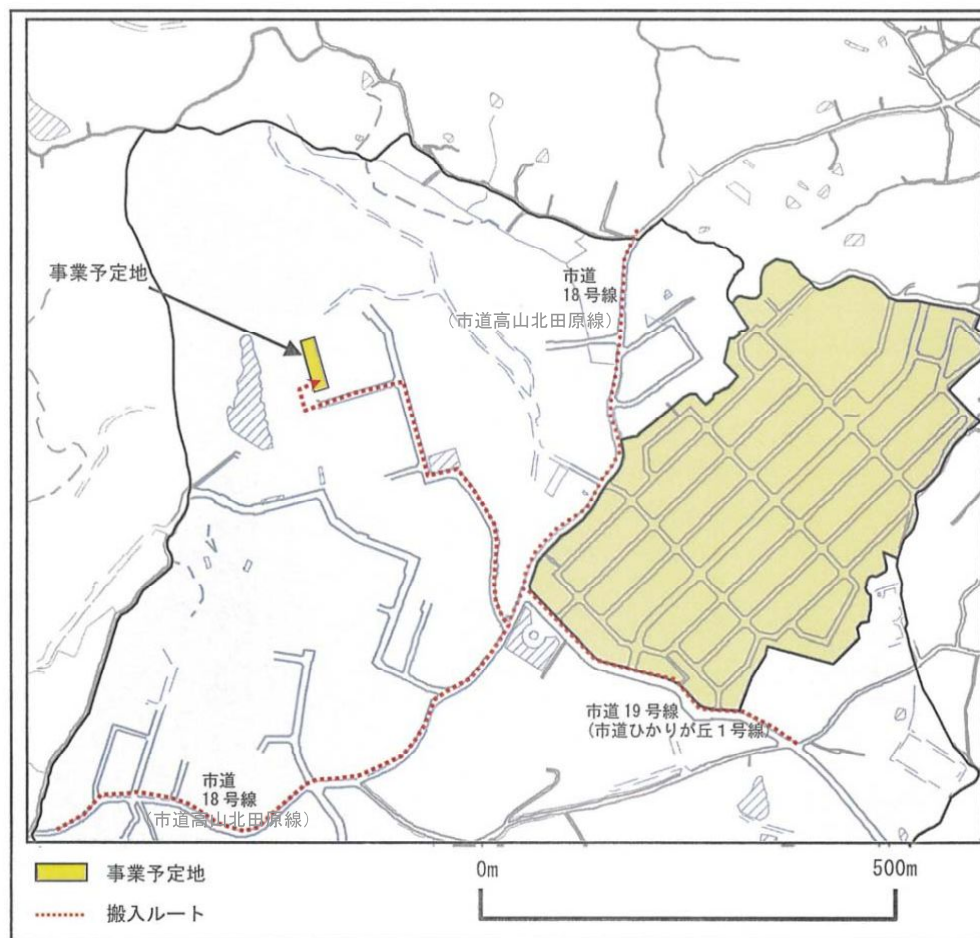 事業予定地
市道
18号線
(市道高山北田原線)
市道19号線
(市道ひかりが丘1号線)
市道
18号線
(市道高山北田原線)
事業予定地
搬入ルート
0m
500m